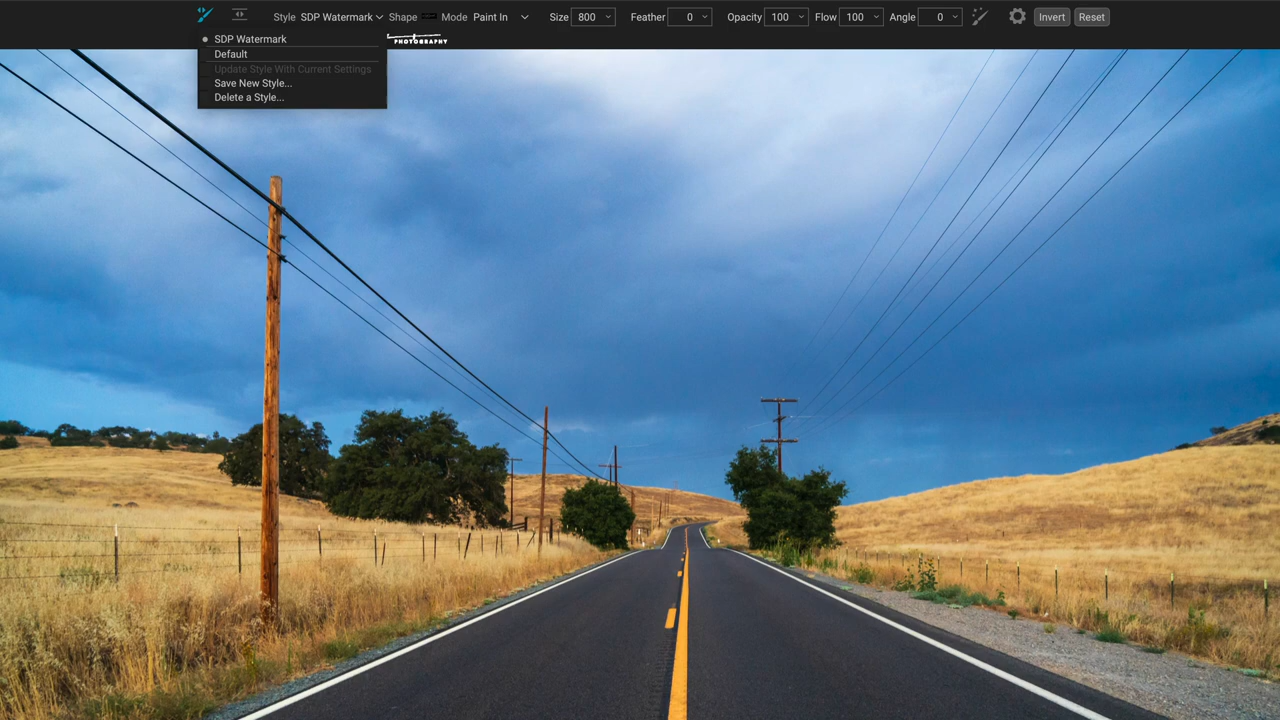 Style SDP Watermark Shape Mode Paint In Size 800 Feather 0 Opacity 100 Flow 100 Angle 0 Invert Reset
SDP Watermark
PHOTOGRAPHY
Default
Update Style With Current Settings
Save New Style...
Delete a Style...